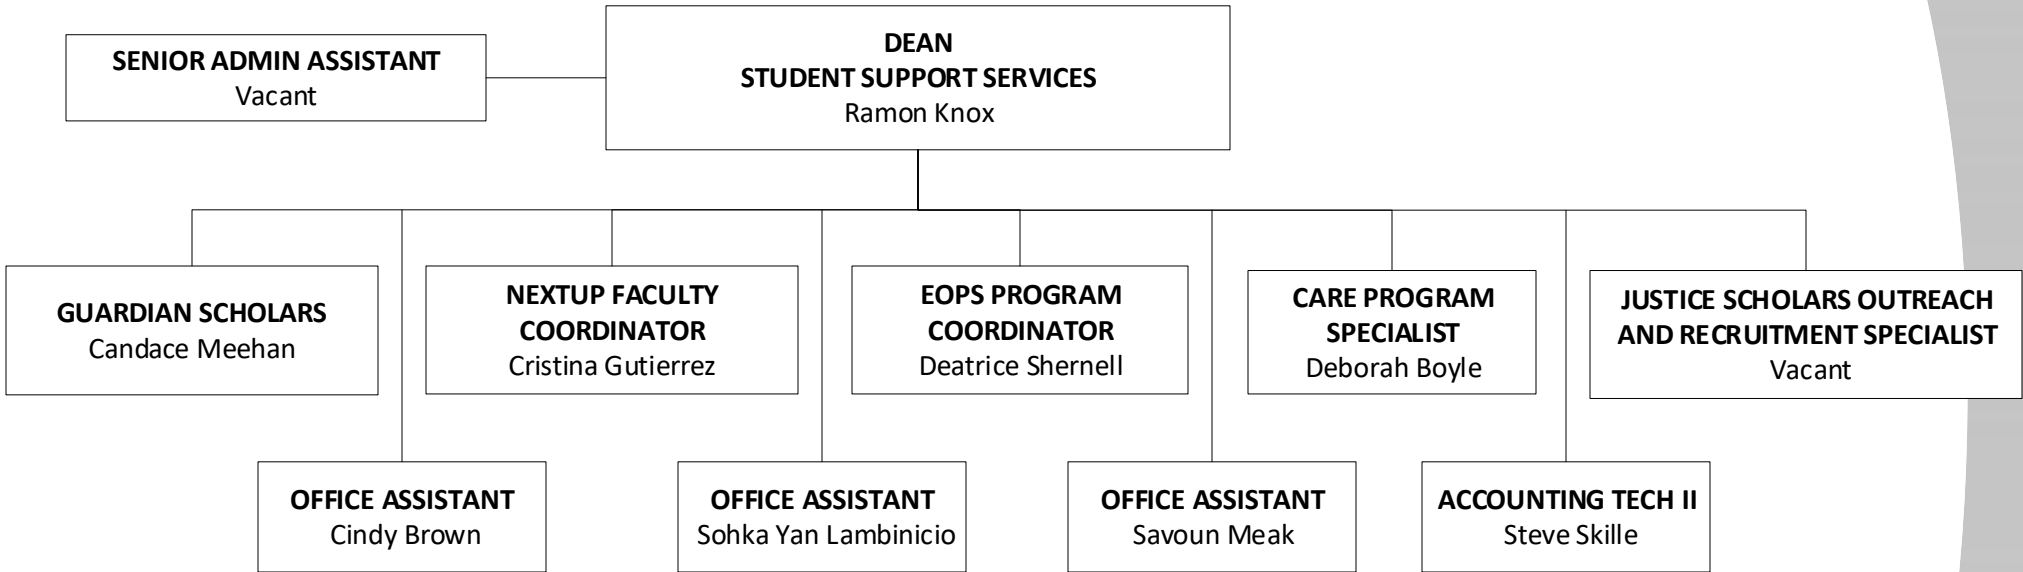 SENIOR ADMIN ASSISTANT
Vacant
DEAN
STUDENT SUPPORT SERVICES
Ramon Knox
GUARDIAN SCHOLARS
Candace Meehan
NEXTUP FACULTY
COORDINATOR
Cristina Gutierrez
EOPS PROGRAM
COORDINATOR
Deatrice Shernell
CARE PROGRAM
SPECIALIST
Deborah Boyle
JUSTICE SCHOLARS OUTREACH
AND RECRUITMENT SPECIALIST
Vacant
OFFICE ASSISTANT
Cindy Brown
OFFICE ASSISTANT
Sohka Yan Lambinicio
OFFICE ASSISTANT
Savoun Meak
ACCOUNTING TECH II
Steve Skille